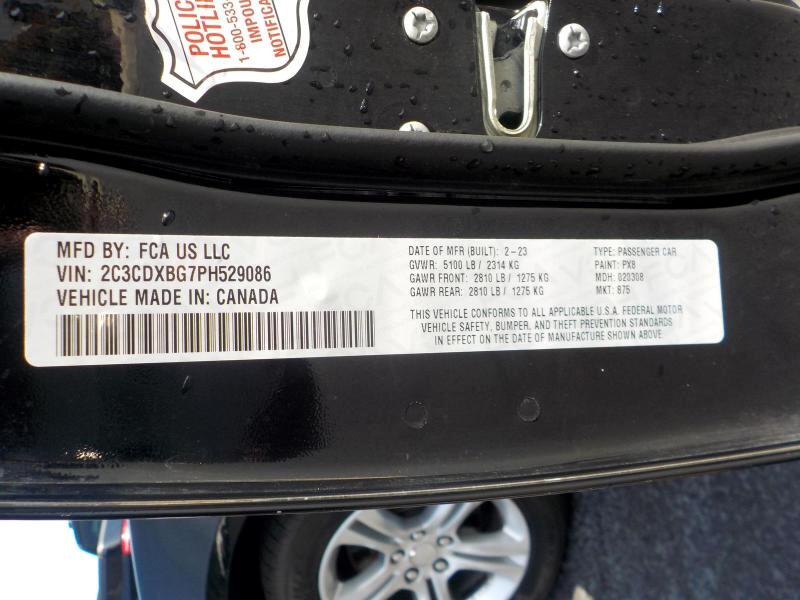 POLICE
HOTLINE
1-800-533
IMPOU
NOTIFICA
MFD BY: FCA US LLC
VIN: 2C3CDXBG7PH529086
VEHICLE MADE IN: CANADA
DATE OF MFR (BUILT): 2-23
GVWR: 5100 LB / 2314 KG
GAWR FRONT: 2810 LB / 1275 KG
GAWR REAR: 2810 LB / 1275 KG
TYPE: PASSENGER CAR
PAINT: PX8
MDH: 020308
MKT: 875
THIS VEHICLE CONFORMS TO ALL APPLICABLE U.S.A. FEDERAL MOTOR
VEHICLE SAFETY, BUMPER, AND THEFT PREVENTION STANDARDS
IN EFFECT ON THE DATE OF MANUFACTURE SHOWN ABOVE.